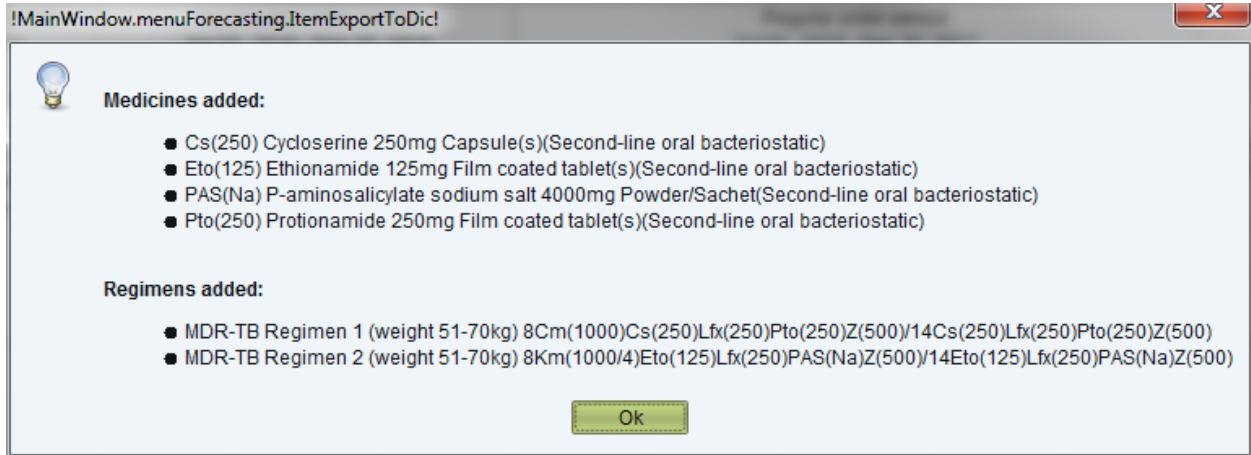 !MainWindow.menuForecasting.ItemExportToDic!
Medicines added:
Cs(250) Cycloserine 250mg Capsule(s)(Second-line oral bacteriostatic)
Eto(125) Ethionamide 125mg Film coated tablet(s)(Second-line oral bacteriostatic)
PAS(Na) P-aminosalicylate sodium salt 4000mg Powder/Sachet(Second-line oral bacteriostatic)
Pto(250) Protionamide 250mg Film coated tablet(s)(Second-line oral bacteriostatic)
Regimens added:
MDR-TB Regimen 1 (weight 51-70kg) 8Cm(1000)Cs(250)Lfx(250)Pto(250)Z(500)/14Cs(250)Lfx(250)Pto(250)Z(500)
MDR-TB Regimen 2 (weight 51-70kg) 8Km(1000/4)Eto(125)Lfx(250)PAS(Na)Z(500)/14Eto(125)Lfx(250)PAS(Na)Z(500)
Ok